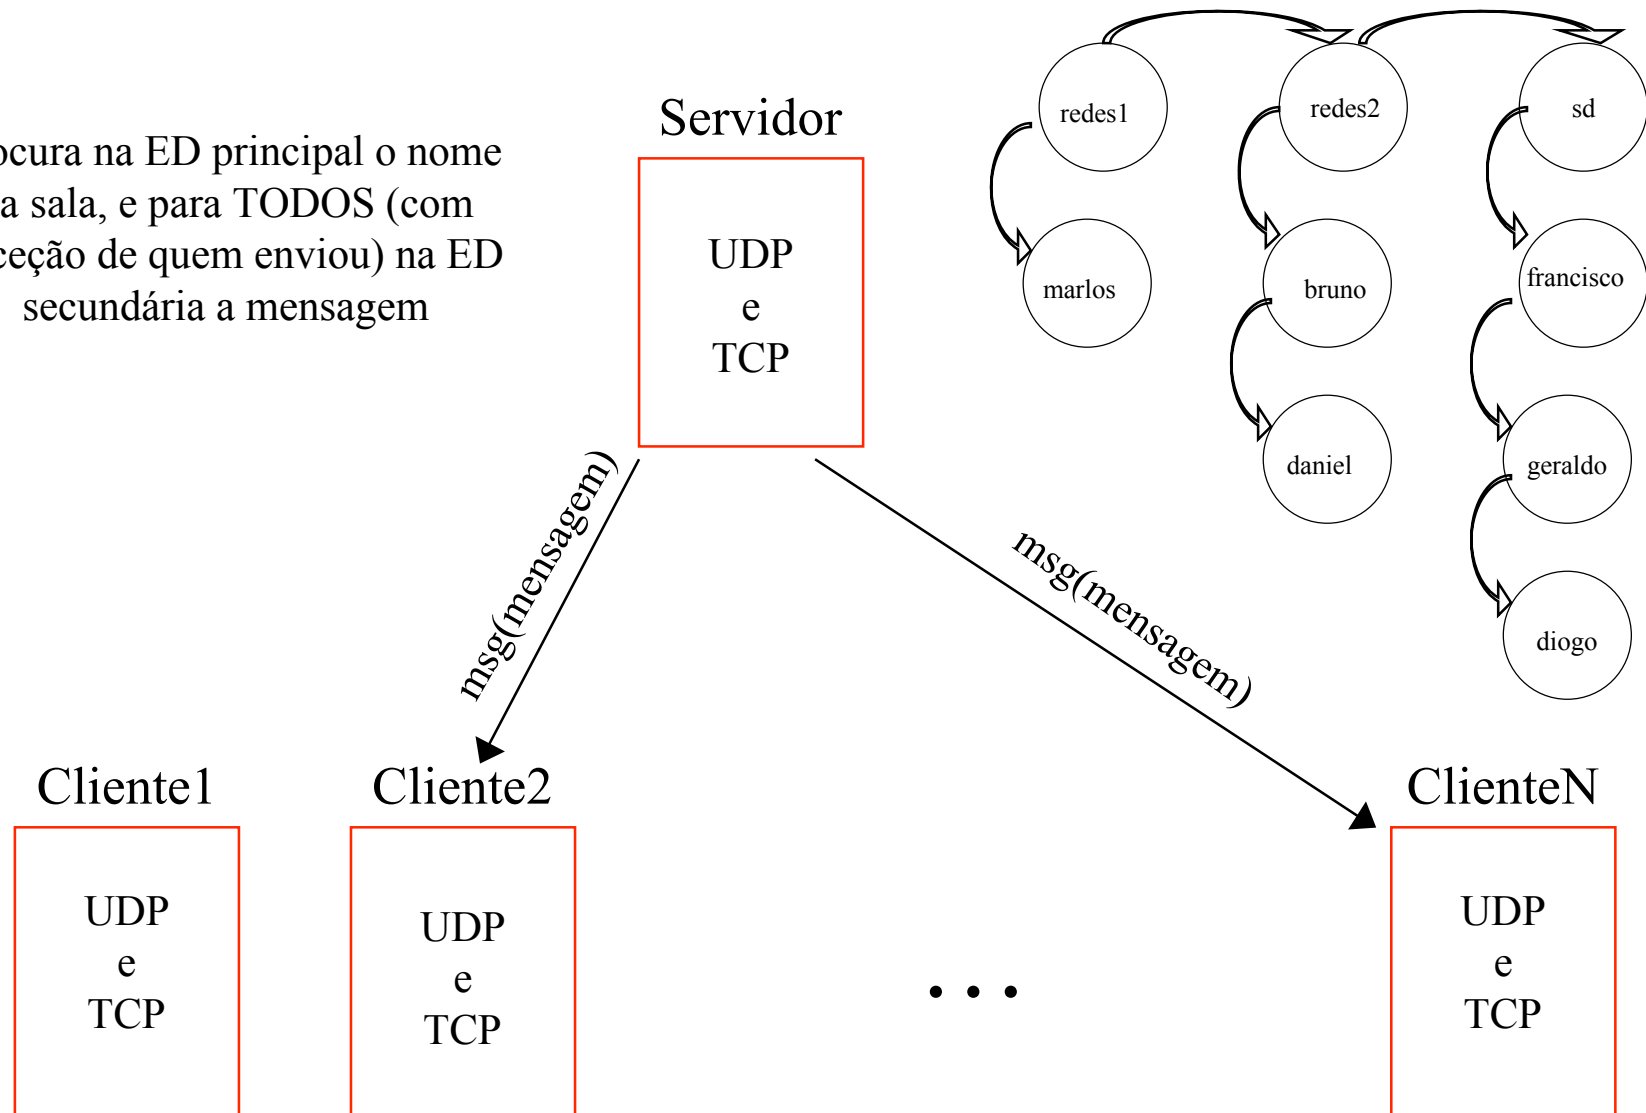 ocura na ED principal o nome
a sala, e para TODOS (com
ceção de quem enviou) na ED
secundária a mensagem
Servidor
UDP
e
TCP
redes1
redes2
sd
marlos
bruno
francisco
daniel
geraldo
diogo
msg(mensagem)
msg(mensagem)
Cliente1
UDP
e
TCP
Cliente2
UDP
e
TCP
...
ClienteN
UDP
e
TCP